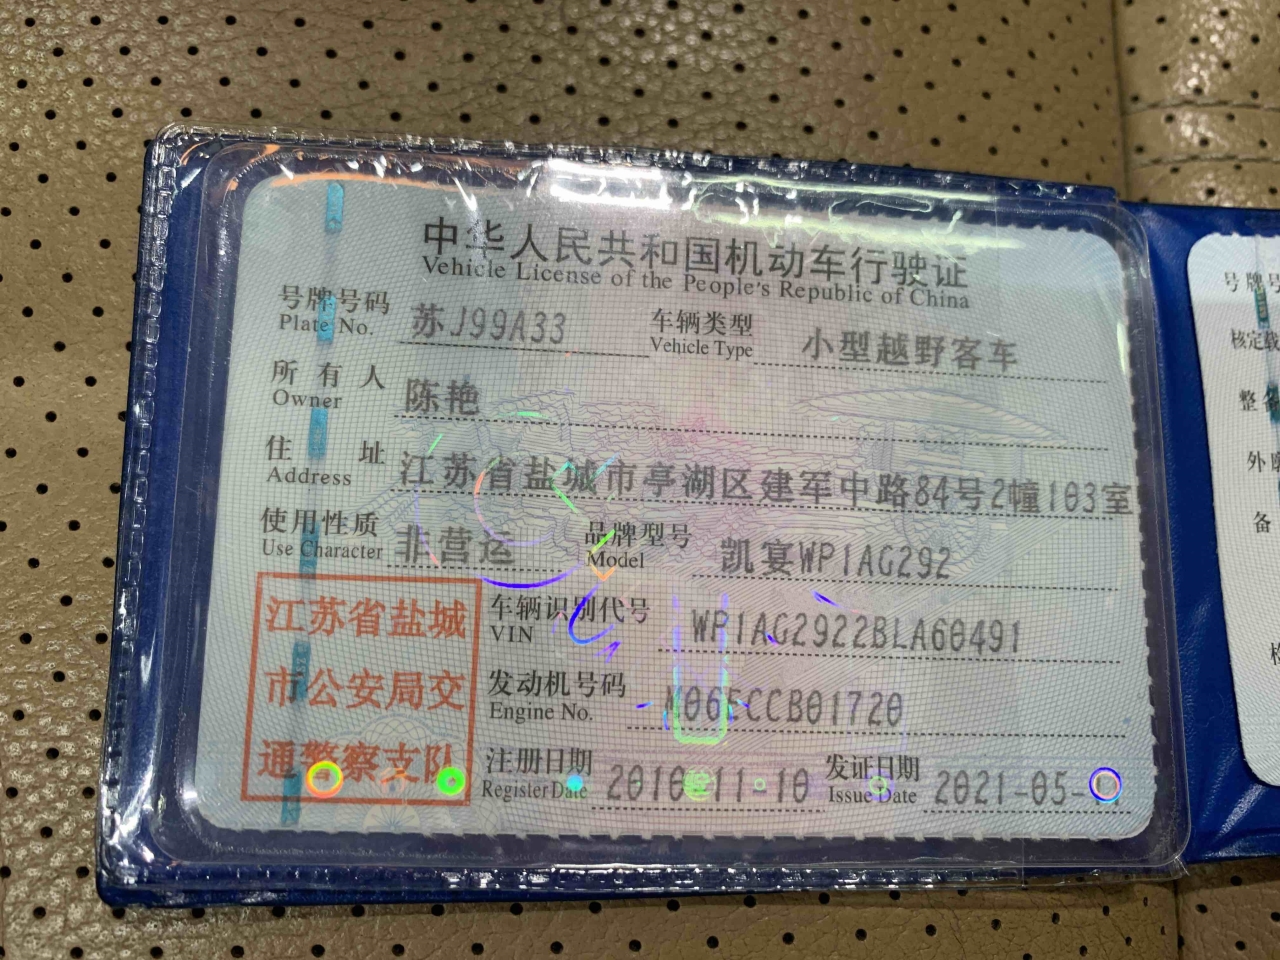 中华人民共和国机动车行驶证
Vehicle License of the People's Republic of China
号牌号码 苏J99A33 车辆类型 小型越野客车
Plate No. Vehicle Type
所有人 陈艳
Owner
住址 江苏省盐城市亭湖区建军中路84号2幢103室
Address
使用性质 非营运 品牌型号 凯宴WP1AG292
Use Character Model
江苏省盐城
市公安局交
通警察支队
车辆识别代号 WP1AG2922BLA60491
VIN
发动机号码 M06FCCB01720
Engine No.
注册日期 2010-11-10 发证日期 2021-05-
Register Date Issue Date
号牌号
核定载
整备
外廓
备